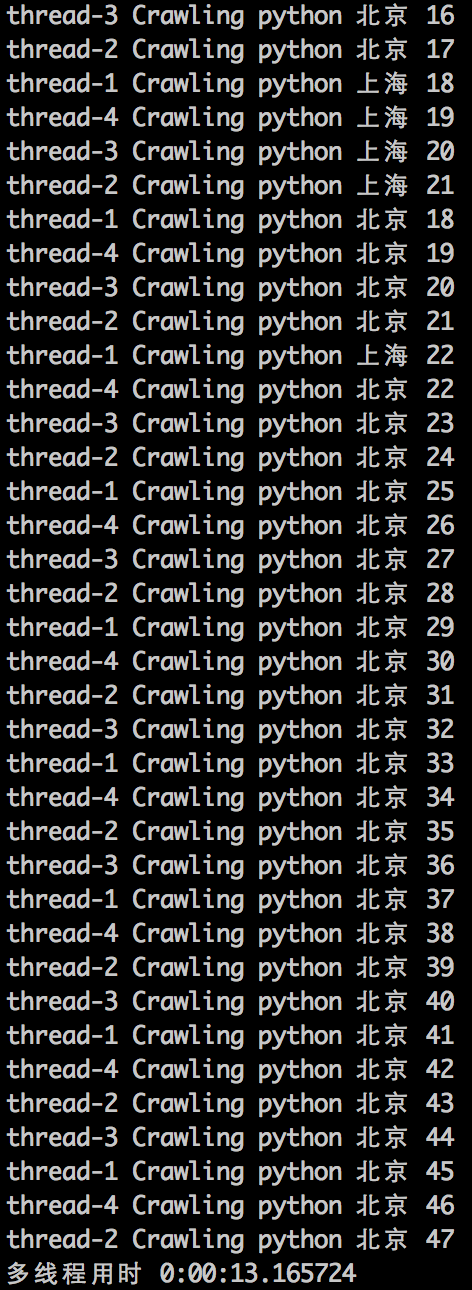 thread-3 Crawling python 北京 16
thread-2 Crawling python 北京 17
thread-1 Crawling python 上海 18
thread-4 Crawling python 上海 19
thread-3 Crawling python 上海 20
thread-2 Crawling python 上海 21
thread-1 Crawling python 北京 18
thread-4 Crawling python 北京 19
thread-3 Crawling python 北京 20
thread-2 Crawling python 北京 21
thread-1 Crawling python 上海 22
thread-4 Crawling python 北京 22
thread-3 Crawling python 北京 23
thread-2 Crawling python 北京 24
thread-1 Crawling python 北京 25
thread-4 Crawling python 北京 26
thread-3 Crawling python 北京 27
thread-2 Crawling python 北京 28
thread-1 Crawling python 北京 29
thread-4 Crawling python 北京 30
thread-2 Crawling python 北京 31
thread-3 Crawling python 北京 32
thread-1 Crawling python 北京 33
thread-4 Crawling python 北京 34
thread-2 Crawling python 北京 35
thread-3 Crawling python 北京 36
thread-1 Crawling python 北京 37
thread-4 Crawling python 北京 38
thread-2 Crawling python 北京 39
thread-3 Crawling python 北京 40
thread-1 Crawling python 北京 41
thread-4 Crawling python 北京 42
thread-2 Crawling python 北京 43
thread-3 Crawling python 北京 44
thread-1 Crawling python 北京 45
thread-4 Crawling python 北京 46
thread-2 Crawling python 北京 47
多线程用时 0:00:13.165724